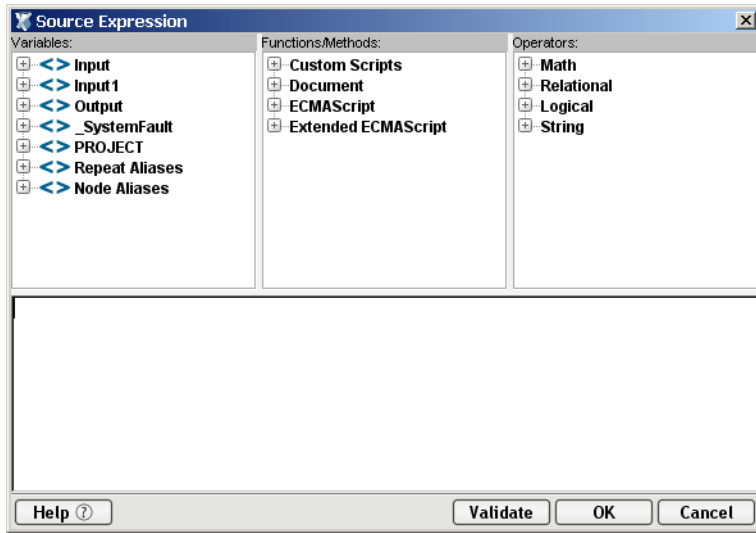 Source Expression
Variables:
Input
Input1
Output
_SystemFault
PROJECT
Repeat Aliases
Node Aliases
Functions/Methods:
Custom Scripts
Document
ECMAScript
Extended ECMAScript
Operators:
Math
Relational
Logical
String
Help ?
Validate
OK
Cancel